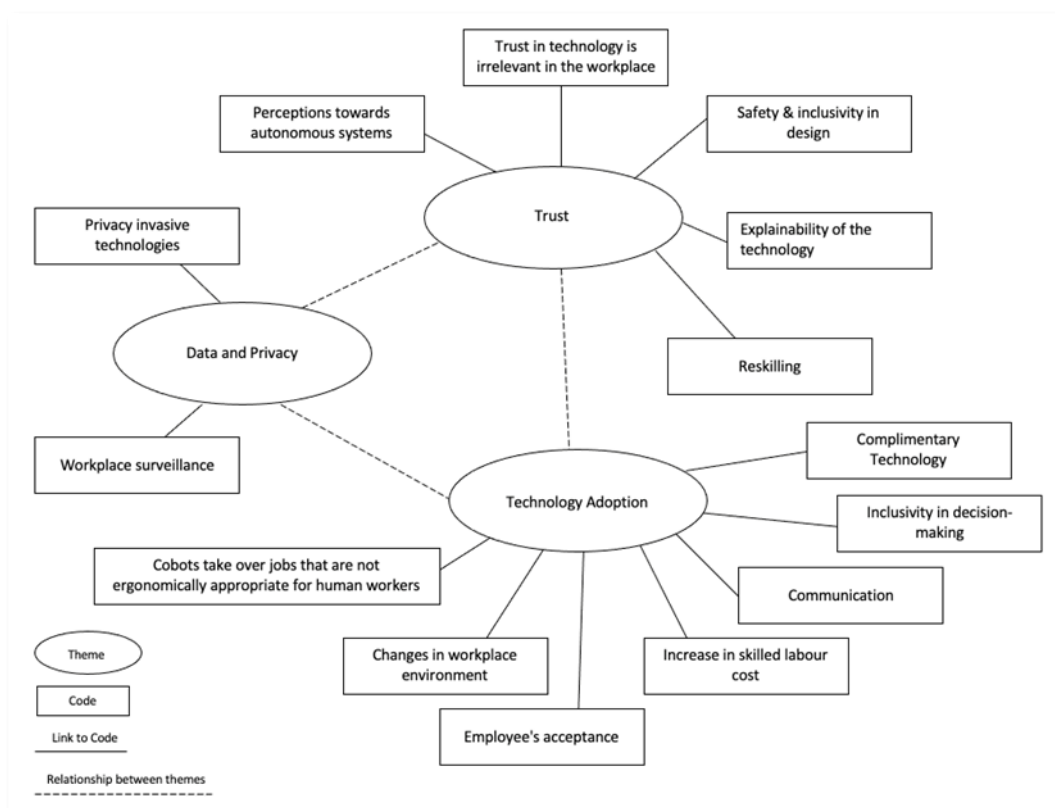 Trust in technology is
irrelevant in the workplace
Perceptions towards
autonomous systems
Safety & inclusivity in
design
Trust
Privacy invasive
technologies
Explainability of the
technology
Data and Privacy
Reskilling
Workplace surveillance
Complimentary
Technology
Technology Adoption
Inclusivity in decision-
making
Cobots take over jobs that are not
ergonomically appropriate for human workers
Communication
Changes in workplace
environment
Increase in skilled labour
cost
Employee's acceptance
Theme
Code
Link to Code
Relationship between themes